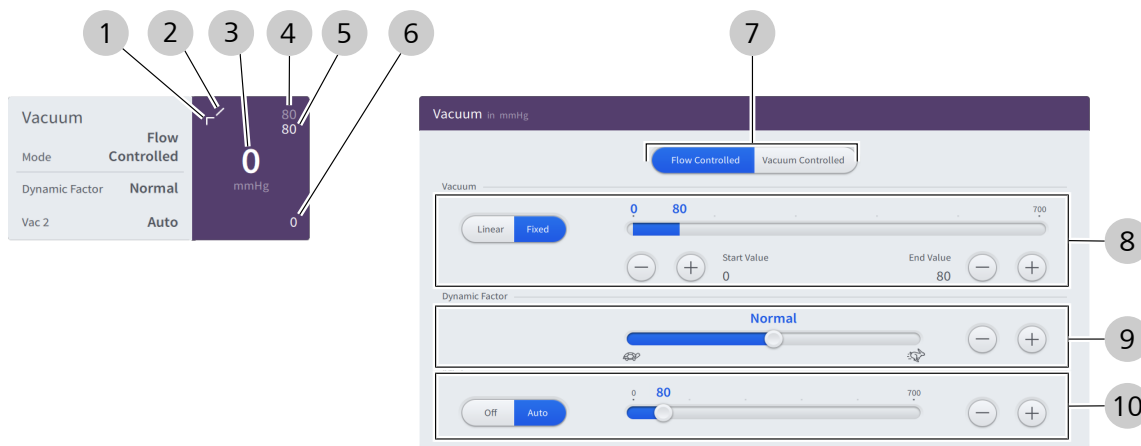 1 2 3 4 5 6 7
Vacuum
80
80
Flow
Mode Controlled
0
mmHg
Dynamic Factor Normal
Vac 2 Auto 0
Vacuum in mmHg
Flow Controlled Vacuum Controlled
Vacuum
0 80 700
Linear Fixed
8
Start Value End Value
0 80
Dynamic Factor
Normal
9
0 80 700
Off Auto
10